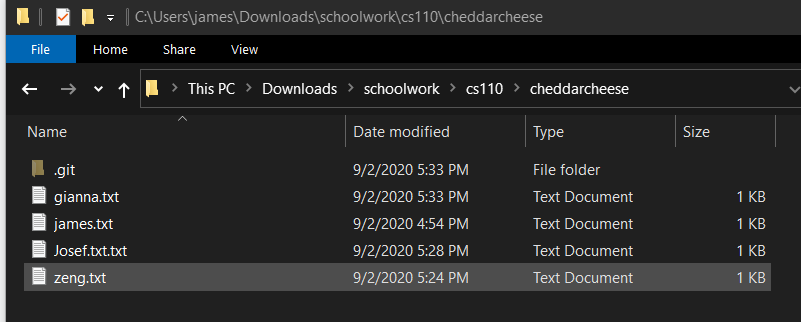 C:\Users\james\Downloads\schoolwork\cs110\cheddarcheese
File Home Share View
This PC Downloads schoolwork cs110 cheddarcheese
Name Date modified Type Size
.git 9/2/2020 5:33 PM File folder
gianna.txt 9/2/2020 5:33 PM Text Document 1 KB
james.txt 9/2/2020 4:54 PM Text Document 1 KB
Josef.txt.txt 9/2/2020 5:28 PM Text Document 1 KB
zeng.txt 9/2/2020 5:24 PM Text Document 1 KB